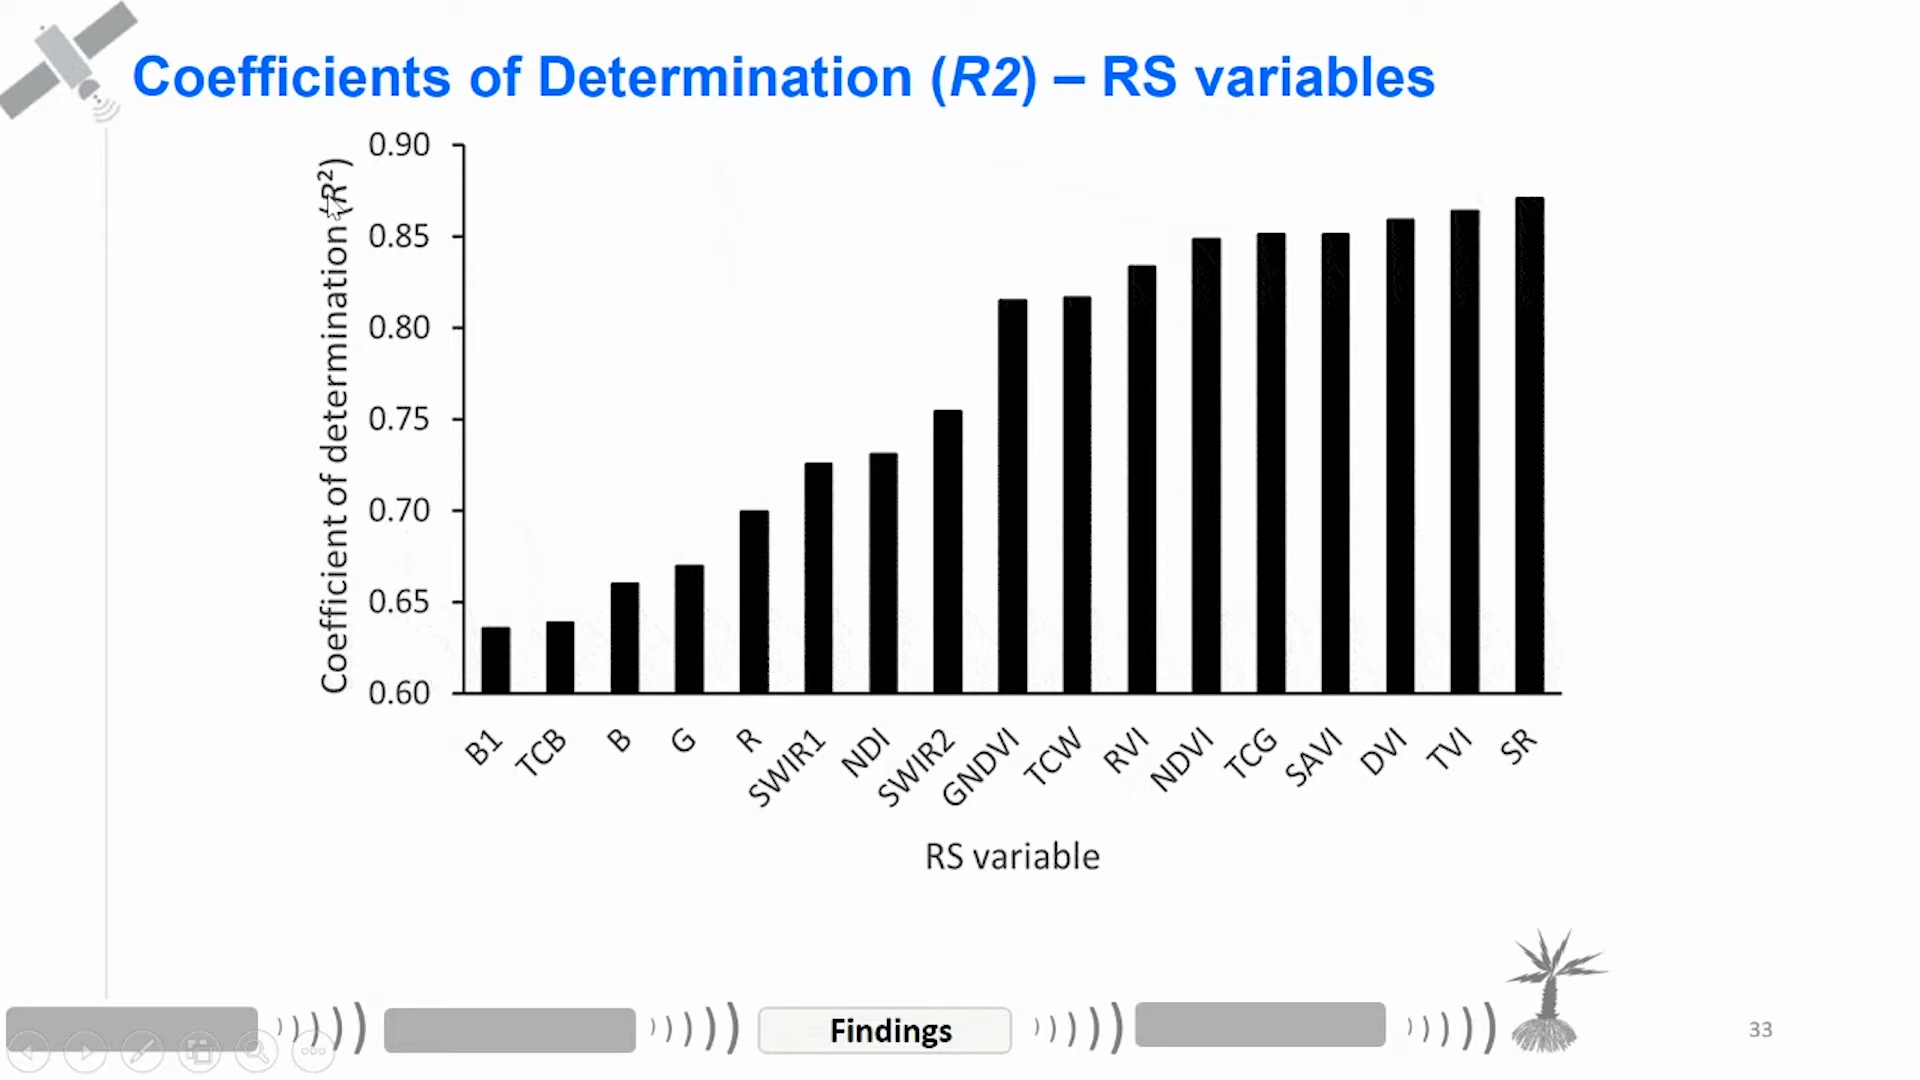 Coefficients of Determination (R2) – RS variables
Coefficient of determination (R²)
0.90
0.85
0.80
0.75
0.70
0.65
0.60
B1
TCB
B
G
R
SWIR1
NDI
SWIR2
GNDVI
TCW
RVI
NDVI
TCG
SAVI
DVI
TVI
SR
RS variable
Findings
33